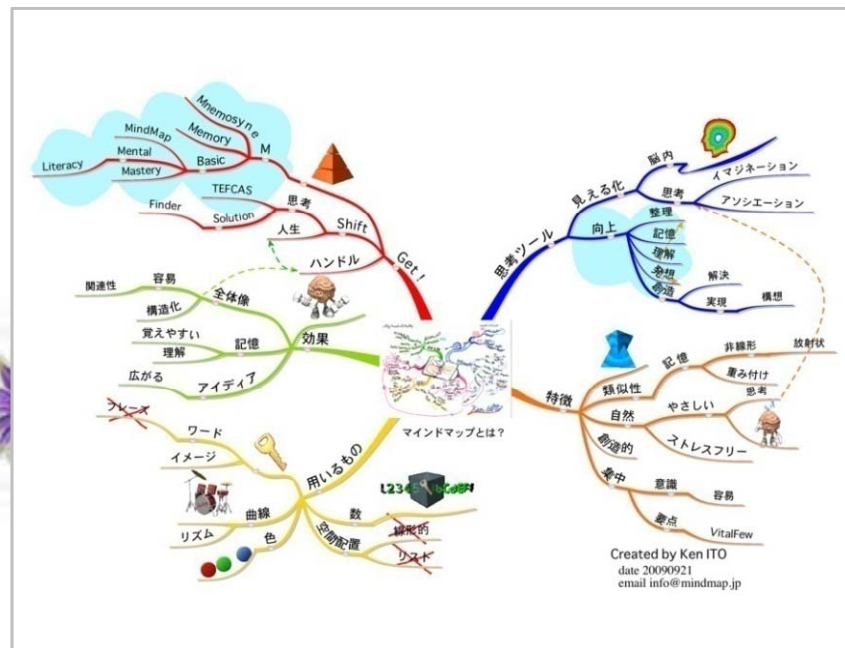 マインドマップとは？
思考ツール
見える化
脳内
思考
イマジネーション
アソシエーション
向上
整理
記憶
理解
発想
創造
解決
実現
構想
特徴
類似性
記憶
非線形
放射状
重み付け
自然
やさしい
思考
ストレスフリー
創造的
集中
意識
容易
要点
VitalFew
用いるもの
ワード
フレーズ
イメージ
曲線
リズム
色
数
空間配置
線形的
リスト
効果
全体像
容易
関連性
構造化
記憶
覚えやすい
理解
アイディア
広がる
Get！
M
Mnemosyne
Memory
Basic
MindMap
Mental
Literacy
Mastery
Shift
思考
TEFCAS
Solution
Finder
人生
ハンドル
Created by Ken ITO
date 20090921
email info@mindmap.jp